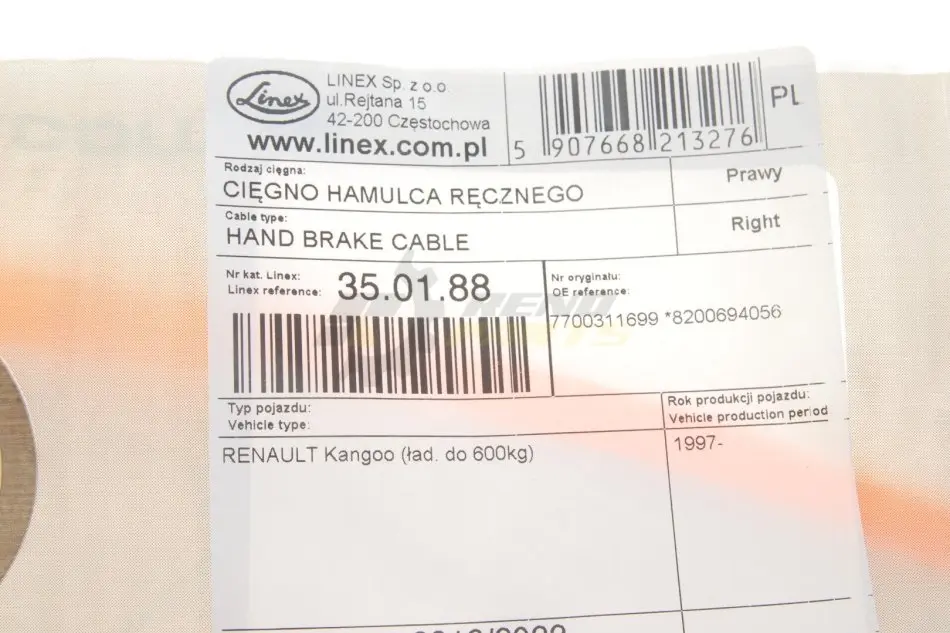 Linex
LINEX Sp. z o.o.
ul.Rejtana 15
42-200 Częstochowa
www.linex.com.pl
5 907668 213276
PL
Rodzaj cięgna:
CIĘGNO HAMULCA RĘCZNEGO
Prawy
Cable type:
HAND BRAKE CABLE
Right
Nr kat. Linex:
Linex reference:
35.01.88
Nr oryginału:
OE reference:
7700311699 *8200694056
Typ pojazdu:
Vehicle type:
Rok produkcji pojazdu:
Vehicle production period
RENAULT Kangoo (ład. do 600kg)
1997-